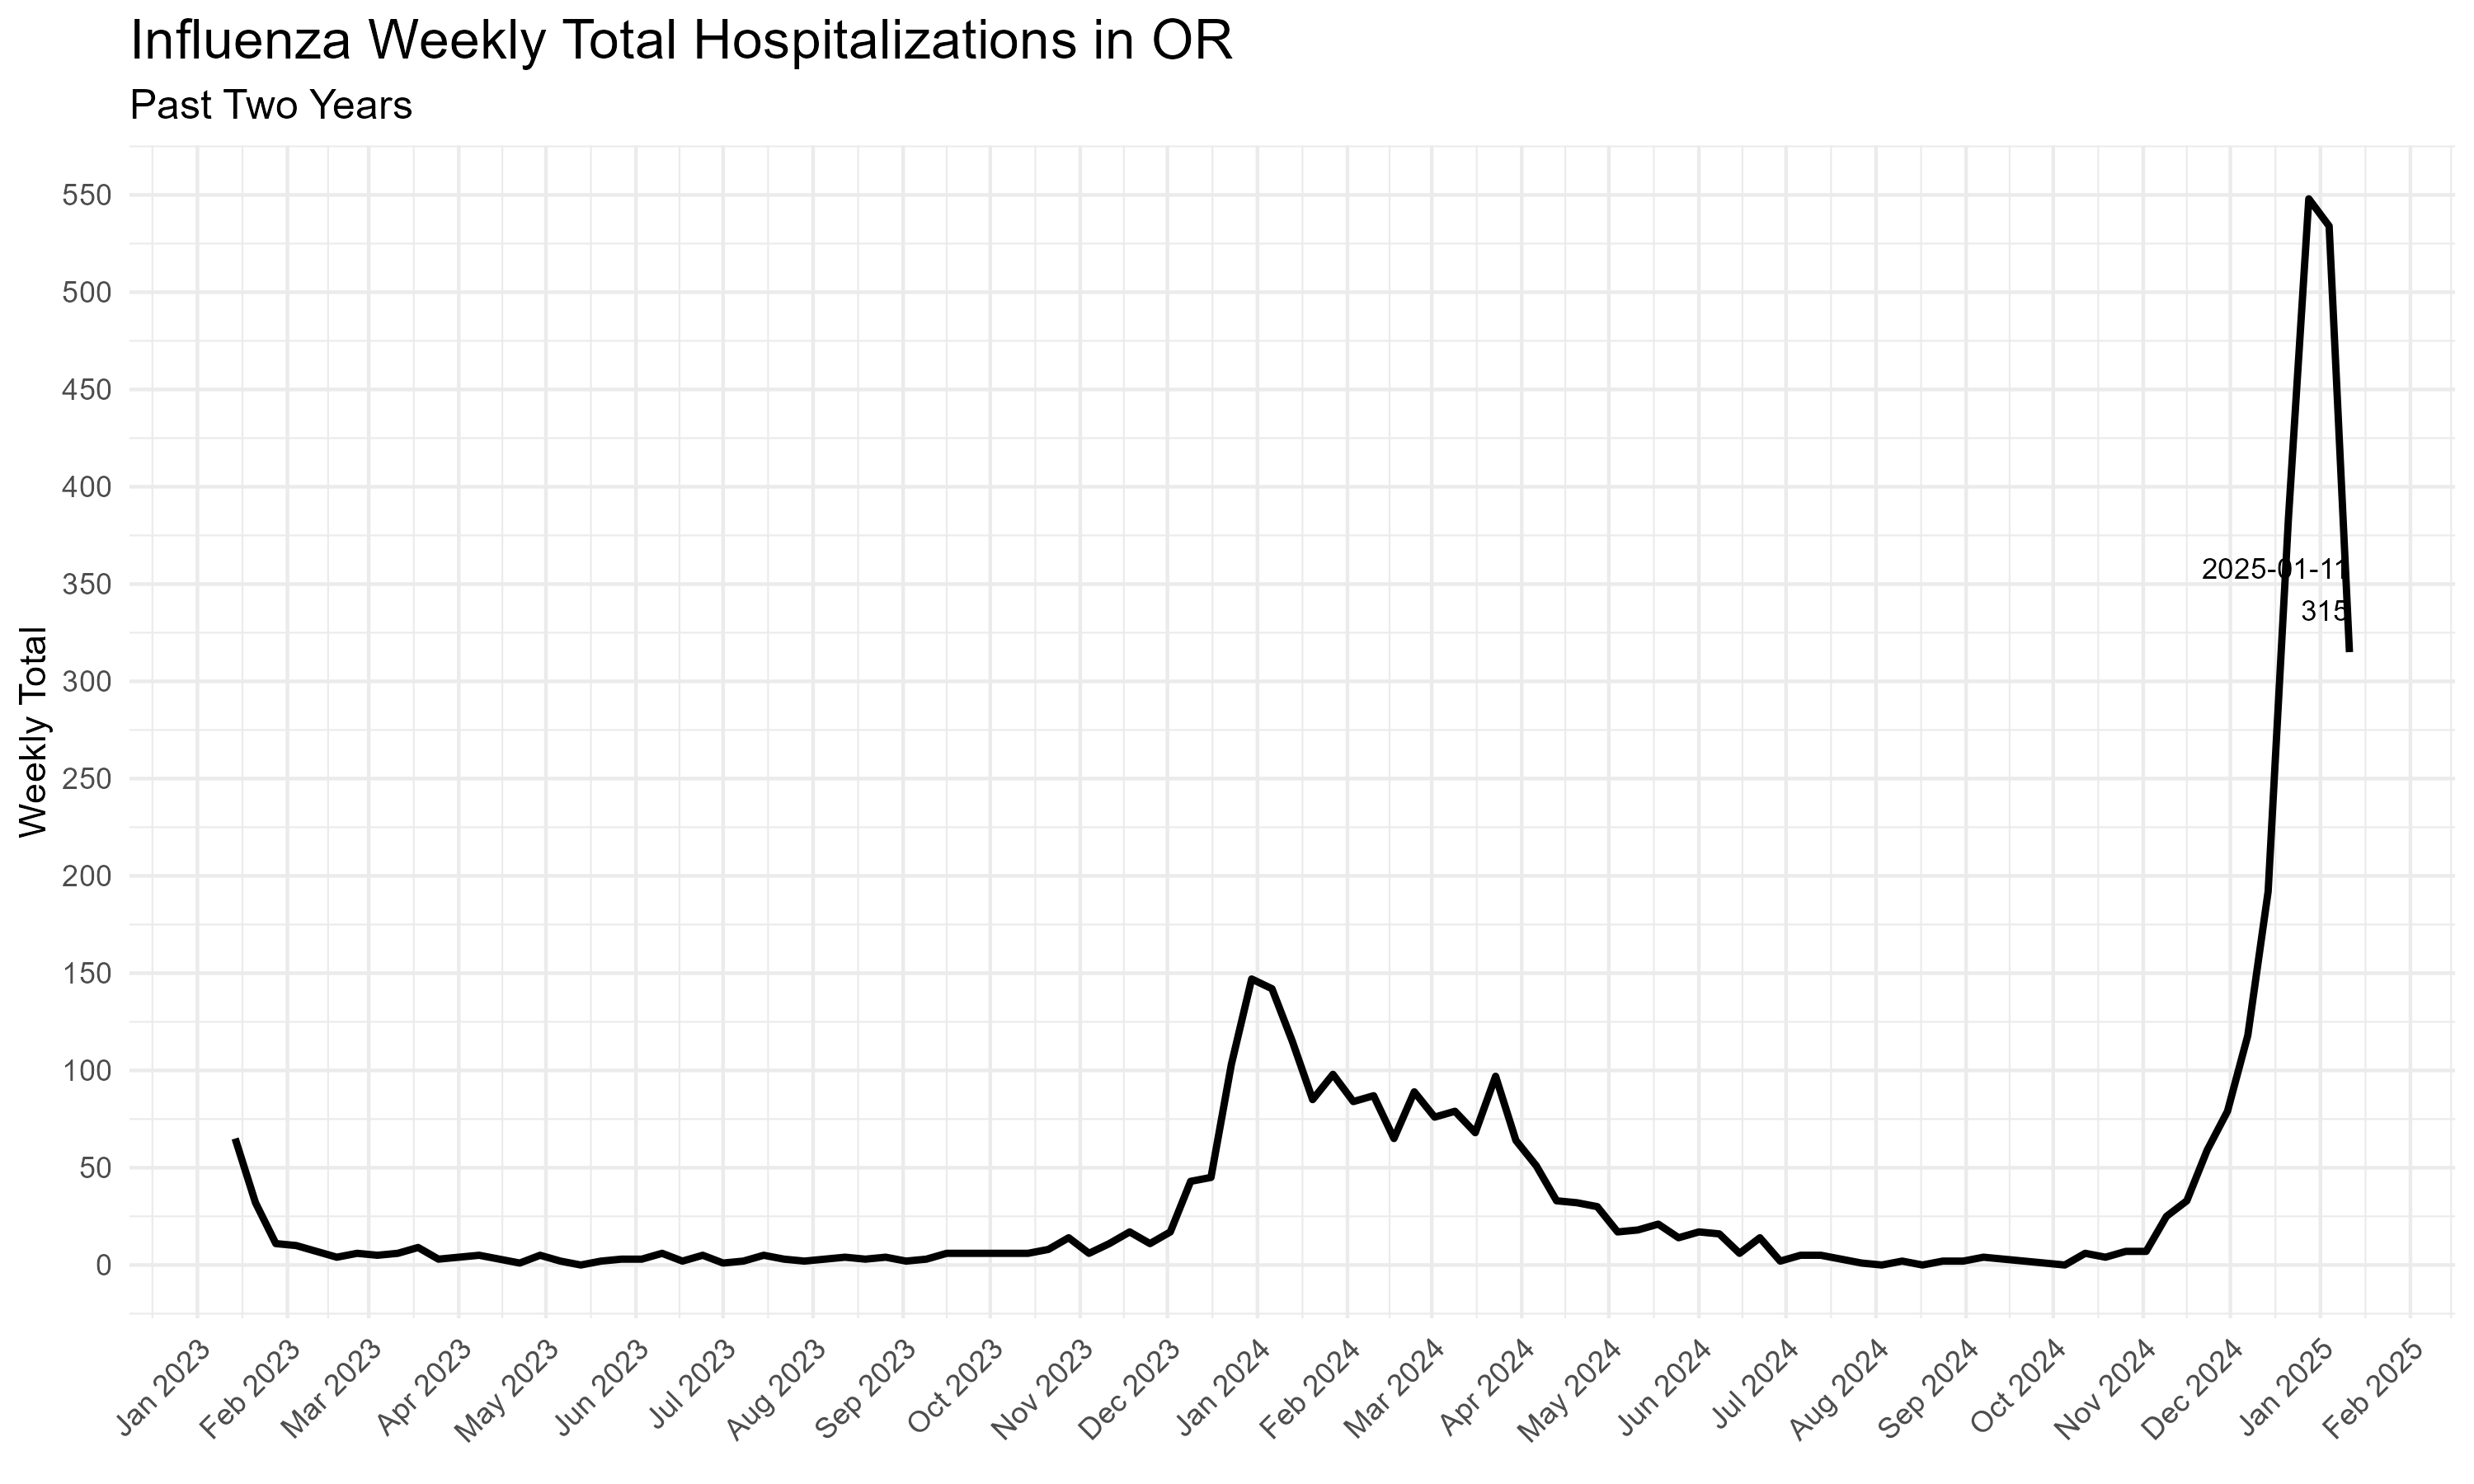 Influenza Weekly Total Hospitalizations in OR
Past Two Years
Weekly Total
550
500
450
400
350
300
250
200
150
100
50
0
2025-01-11
315
Jan 2023
Feb 2023
Mar 2023
Apr 2023
May 2023
Jun 2023
Jul 2023
Aug 2023
Sep 2023
Oct 2023
Nov 2023
Dec 2023
Jan 2024
Feb 2024
Mar 2024
Apr 2024
May 2024
Jun 2024
Jul 2024
Aug 2024
Sep 2024
Oct 2024
Nov 2024
Dec 2024
Jan 2025
Feb 2025